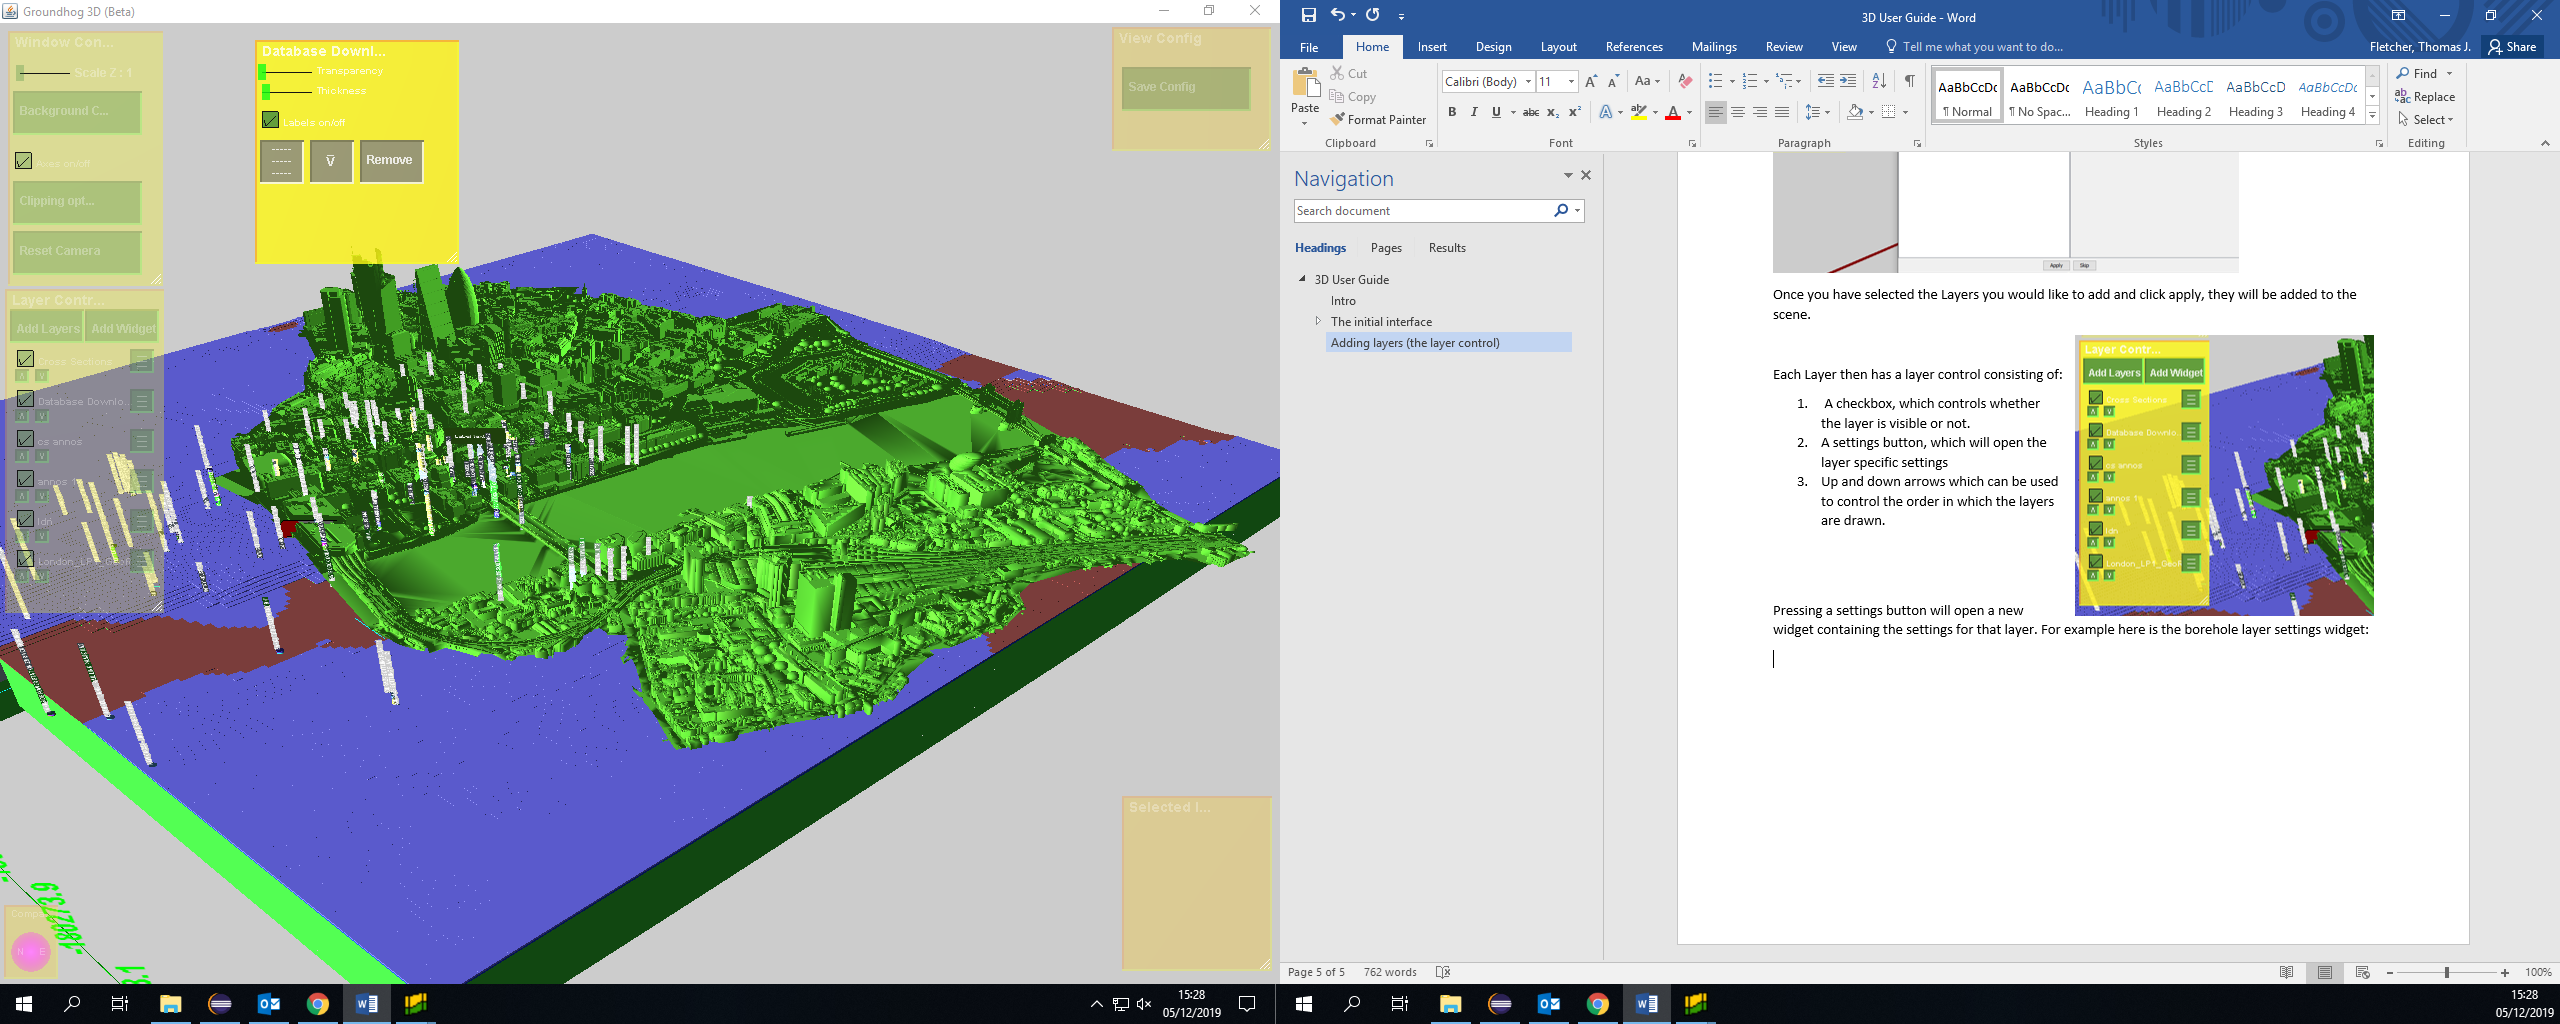 Groundhog 3D (Beta)
Window Con...
Scale Z : 1
Background C...
Axes on/off
Clipping opt...
Reset Camera
Layer Contr...
Add Layers
Add Widget
Cross Sections
Database Downlo...
cs annos
annos 1
ldn
Database Downl...
Transparency
Thickness
Labels on/off
Remove
View Config
Save Config
Selected I...
N E
15:28
05/12/2019
3D User Guide - Word
Fletcher, Thomas J.
Share
File
Home
Insert
Design
Layout
References
Mailings
Review
View
Tell me what you want to do...
Paste
Cut
Copy
Format Painter
Clipboard
Calibri (Body)
11
Font
Paragraph
AaBbCcDc
¶ Normal
AaBbCcDc
¶ No Spac...
AaBbCc
Heading 1
AaBbCcC
Heading 2
AaBbCcD
Heading 3
AaBbCcDc
Heading 4
Styles
Find
Replace
Select
Editing
Navigation
Search document
Headings
Pages
Results
3D User Guide
Intro
The initial interface
Adding layers (the layer control)
Apply
Skip
Once you have selected the Layers you would like to add and click apply, they will be added to the
scene.
Each Layer then has a layer control consisting of:
1. A checkbox, which controls whether
the layer is visible or not.
2. A settings button, which will open the
layer specific settings
3. Up and down arrows which can be used
to control the order in which the layers
are drawn.
Layer Contr...
Add Layers
Add Widget
Cross Sections
Database Downlo
cs annos
annos 1
ldn
Pressing a settings button will open a new
widget containing the settings for that layer. For example here is the borehole layer settings widget:
Page 5 of 5
762 words
100%
15:28
05/12/2019